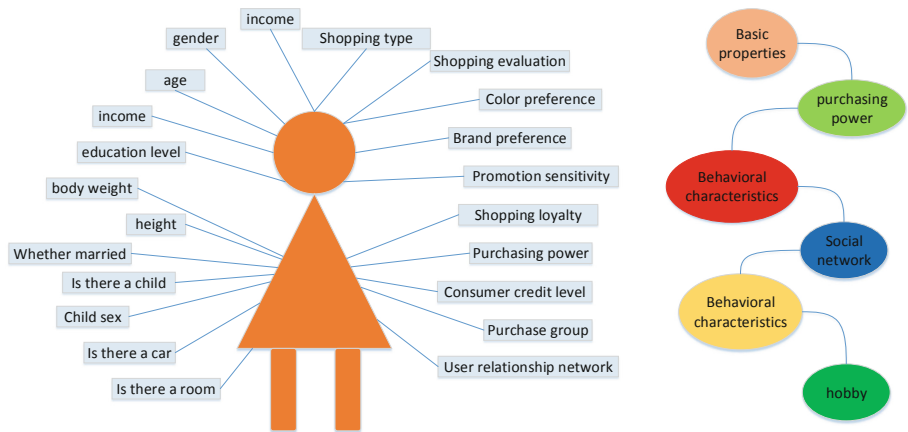 income
gender
Shopping type
Shopping evaluation
age
Color preference
income
Brand preference
education level
Promotion sensitivity
body weight
Shopping loyalty
height
Whether married
Purchasing power
Is there a child
Consumer credit level
Child sex
Purchase group
Is there a car
User relationship network
Is there a room
Basic
properties
purchasing
power
Behavioral
characteristics
Social
network
Behavioral
characteristics
hobby